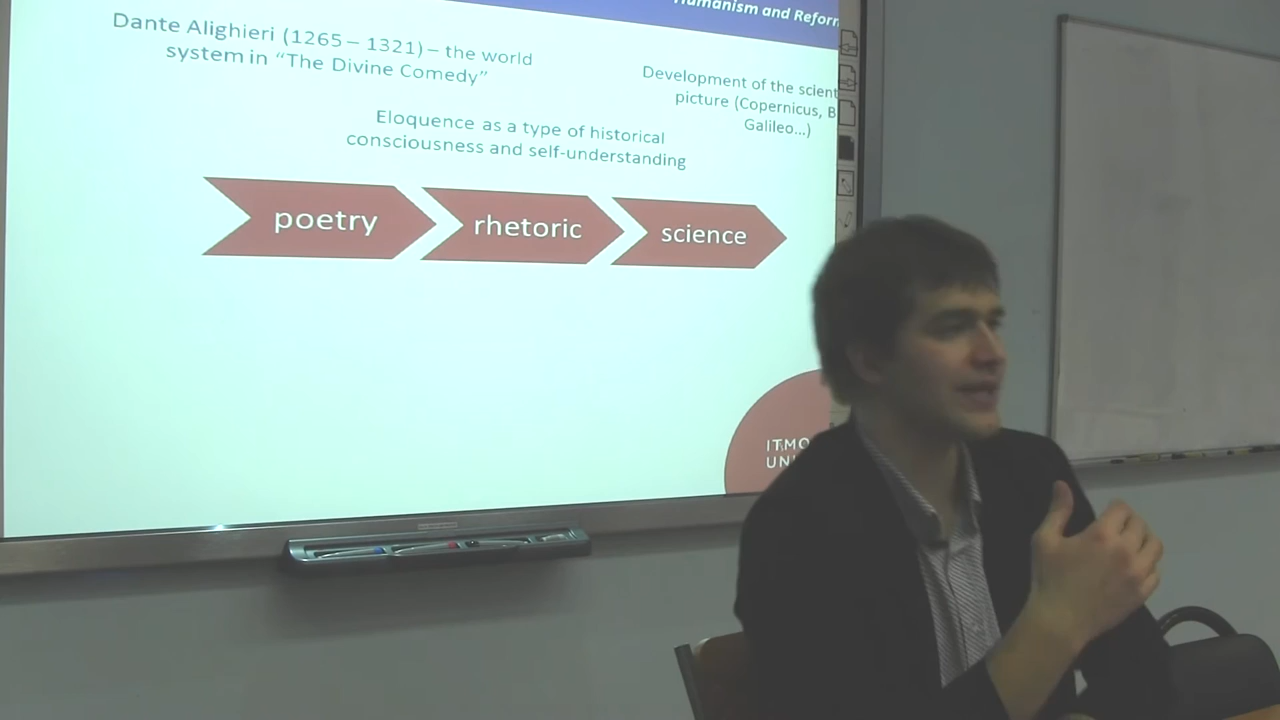 Humanism and Reform
Dante Alighieri (1265 – 1321) – the world
system in “The Divine Comedy”
Development of the scient
picture (Copernicus, B
Galileo...)
Eloquence as a type of historical
consciousness and self-understanding
poetry
rhetoric
science
ITMO
UNI